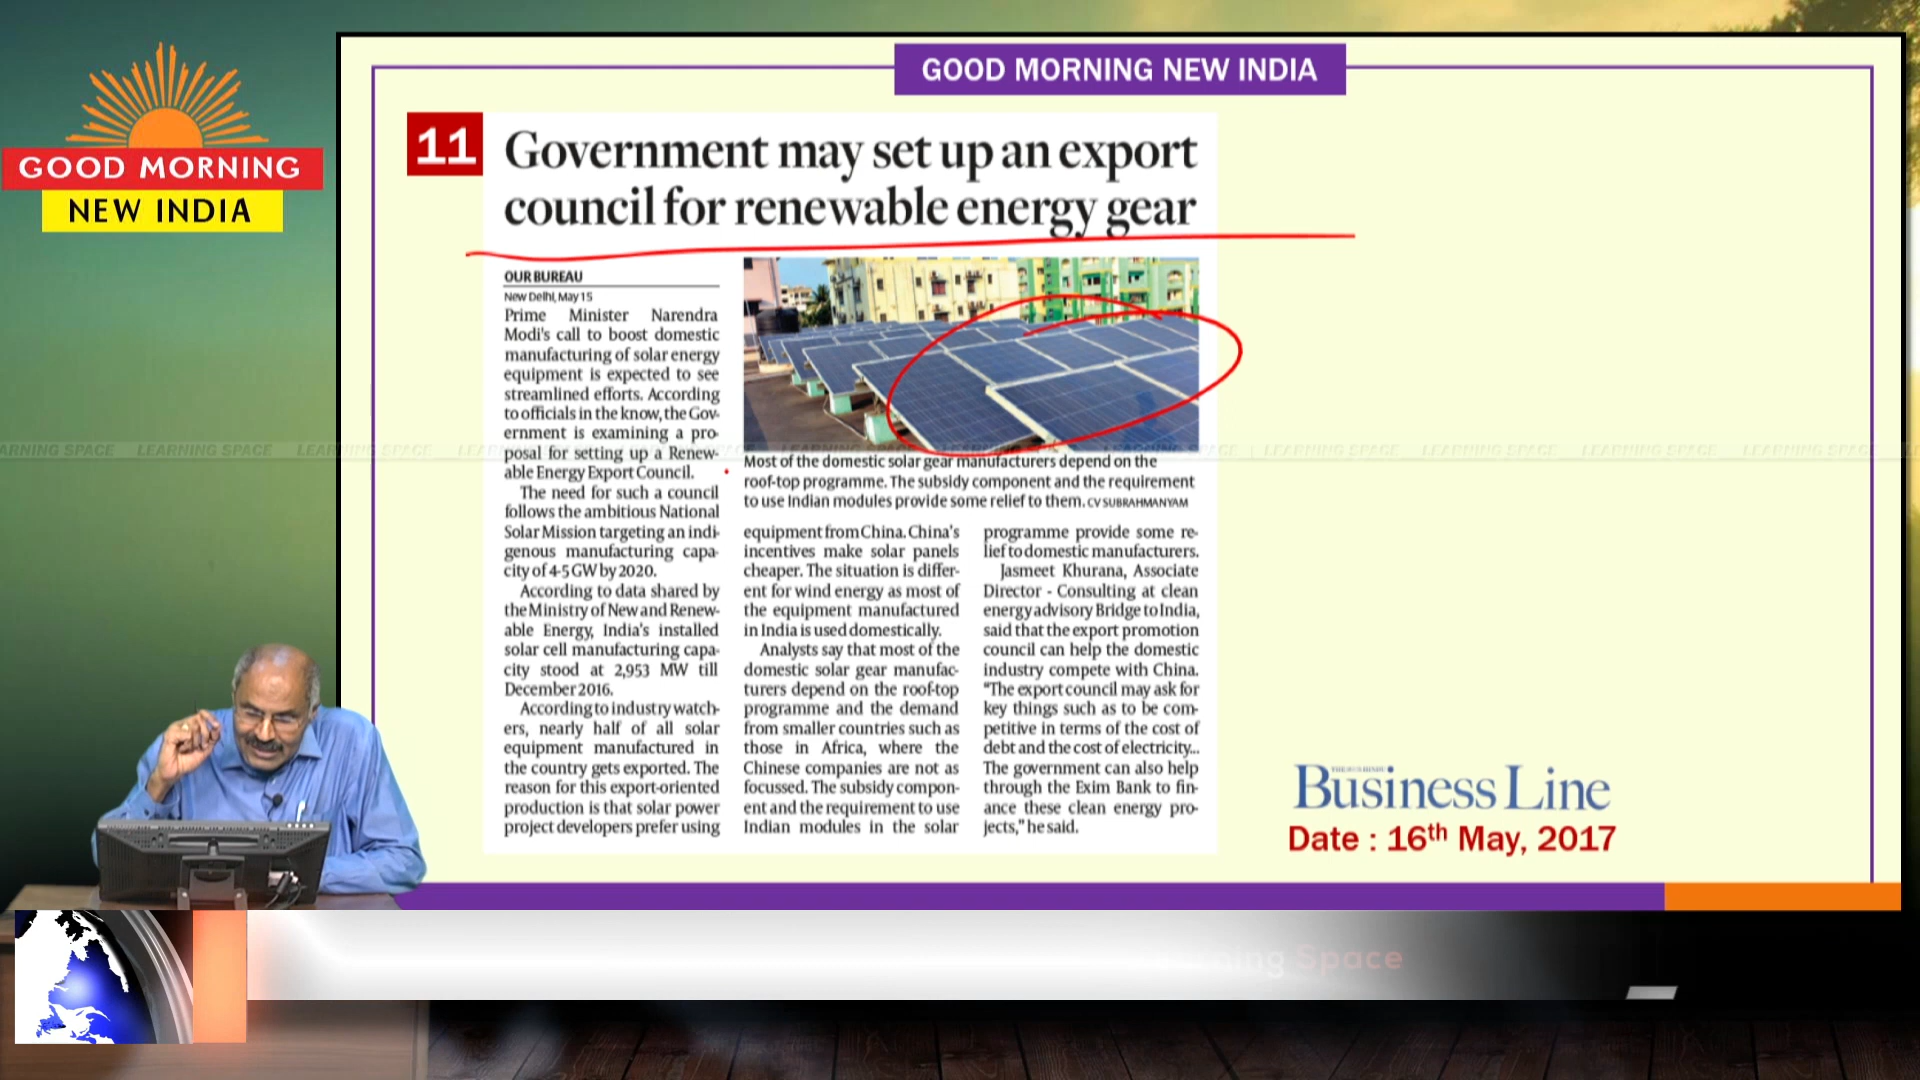 GOOD MORNING NEW INDIA
GOOD MORNING
NEW INDIA
11
Government may set up an export
council for renewable energy gear
OUR BUREAU
New Delhi, May 15
Prime Minister Narendra
Modi's call to boost domestic
manufacturing of solar energy
equipment is expected to see
streamlined efforts. According
to officials in the know, the Gov-
ernment is examining a pro-
posal for setting up a Renew-
able Energy Export Council.
The need for such a council
follows the ambitious National
Solar Mission targeting an indi-
genous manufacturing capa-
city of 4-5 GW by 2020.
According to data shared by
the Ministry of New and Renew-
able Energy, India's installed
solar cell manufacturing capa-
city stood at 2,953 MW till
December 2016.
According to industry watch-
ers, nearly half of all solar
equipment manufactured in
the country gets exported. The
reason for this export-oriented
production is that solar power
project developers prefer using
Most of the domestic solar gear manufacturers depend on the
roof-top programme. The subsidy component and the requirement
to use Indian modules provide some relief to them. CV SUBRAHMANYAM
equipment from China. China's
incentives make solar panels
cheaper. The situation is differ-
ent for wind energy as most of
the equipment manufactured
in India is used domestically.
Analysts say that most of the
domestic solar gear manufac-
turers depend on the roof-top
programme and the demand
from smaller countries such as
those in Africa, where the
Chinese companies are not as
focussed. The subsidy compon-
ent and the requirement to use
Indian modules in the solar
programme provide some re-
lief to domestic manufacturers.
Jasmeet Khurana, Associate
Director - Consulting at clean
energy advisory Bridge to India,
said that the export promotion
council can help the domestic
industry compete with China.
"The export council may ask for
key things such as to be com-
petitive in terms of the cost of
debt and the cost of electricity...
The government can also help
through the Exim Bank to fin-
ance these clean energy pro-
jects," he said.
LEARNING SPACE LEARNING SPACE LEARNING SPACE LEARNING SPACE LEARNING SPACE
Business Line
Date : 16th May, 2017
Space